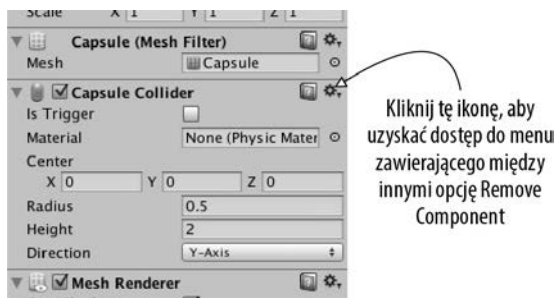 Scale X 1 Y 1 Z 1
Capsule (Mesh Filter)
Mesh Capsule
Capsule Collider
Is Trigger
Material None (Physic Mater
Center
X 0 Y 0 Z 0
Radius 0.5
Height 2
Direction Y-Axis
Mesh Renderer
Kliknij tę ikonę, aby
uzyskać dostęp do menu
zawierającego między
innymi opcję Remove
Component